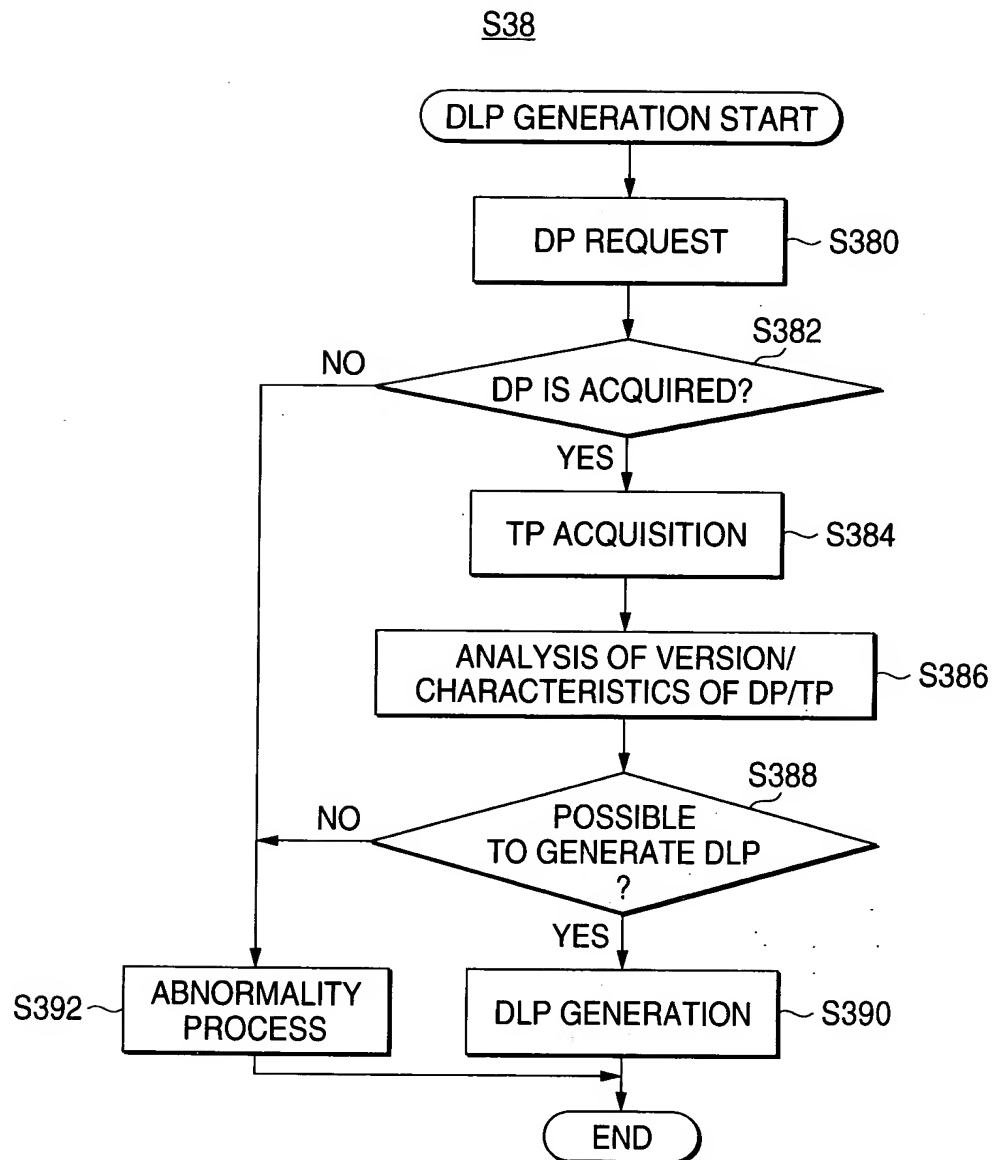 S38
DLP GENERATION START
DP REQUEST
S380
S382
NO
DP IS ACQUIRED?
YES
TP ACQUISITION
S384
ANALYSIS OF VERSION/
CHARACTERISTICS OF DP/TP
S386
S388
NO
POSSIBLE
TO GENERATE DLP
?
YES
S392
ABNORMALITY
PROCESS
DLP GENERATION
S390
END